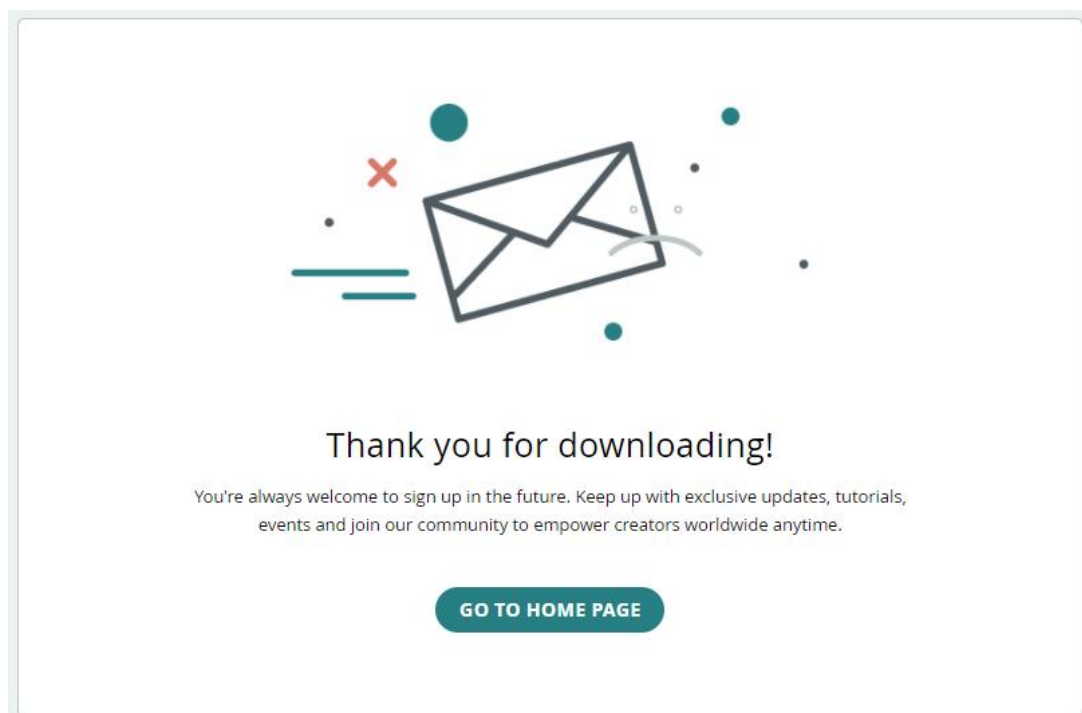 Thank you for downloading!
You're always welcome to sign up in the future. Keep up with exclusive updates, tutorials,
events and join our community to empower creators worldwide anytime.
GO TO HOME PAGE